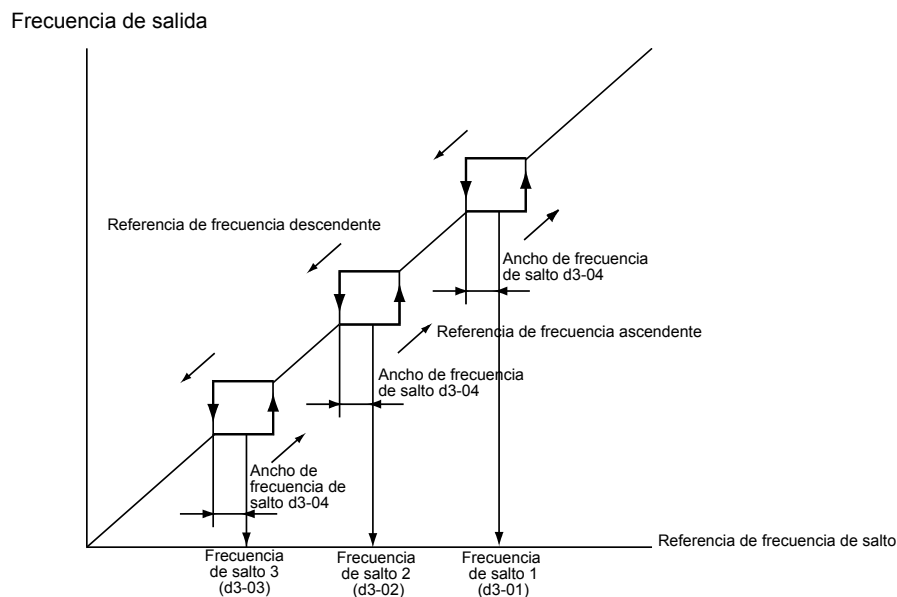 Frecuencia de salida
Referencia de frecuencia descendente
Ancho de frecuencia
de salto d3-04
Referencia de frecuencia ascendente
Ancho de frecuencia
de salto d3-04
Ancho de
frecuencia de
salto d3-04
Referencia de frecuencia de salto
Frecuencia
de salto 3
(d3-03)
Frecuencia
de salto 2
(d3-02)
Frecuencia
de salto 1
(d3-01)